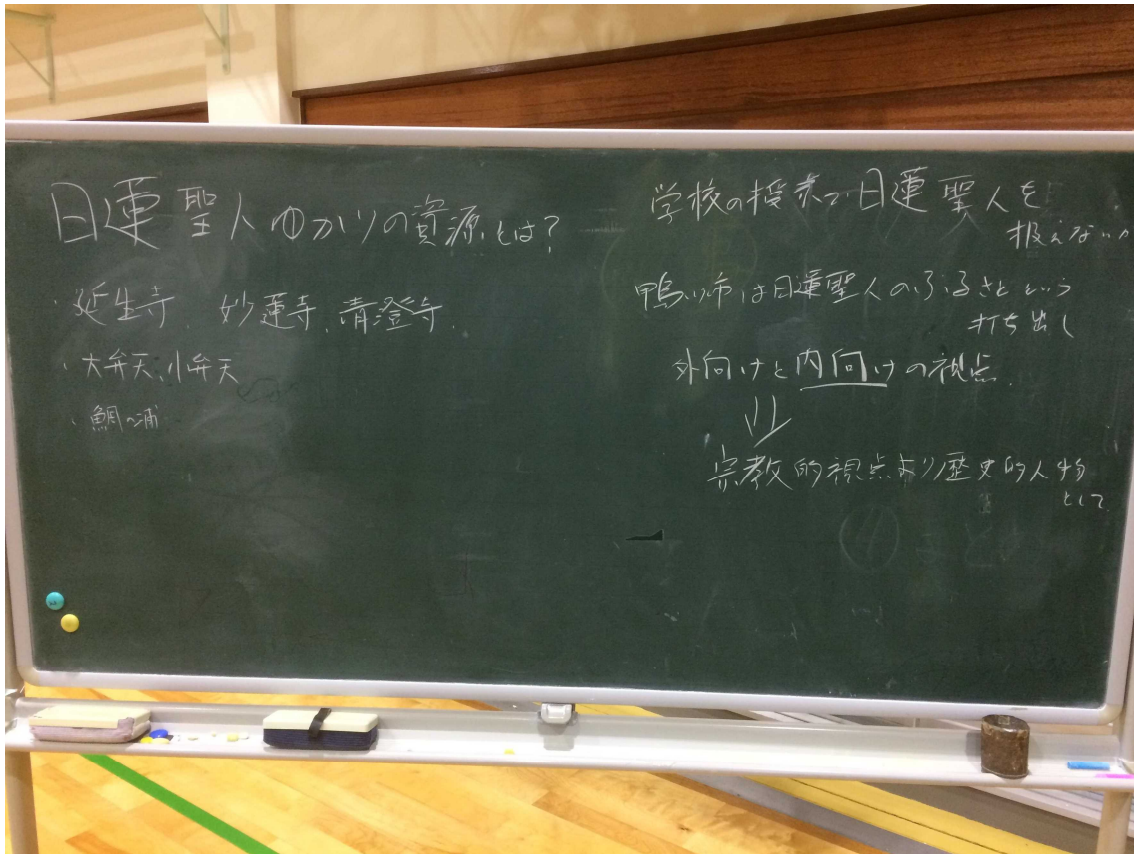 日蓮聖人ゆかりの資源とは?
・延生寺、妙蓮寺、清澄寺、
・大弁天、小弁天
・鯛の浦
学校の授業で日蓮聖人を
扱えないか
鴨川市は日蓮聖人のふるさとという
打ち出し
外向けと内向けの視点、
宗教的視点より歴史的人物
として